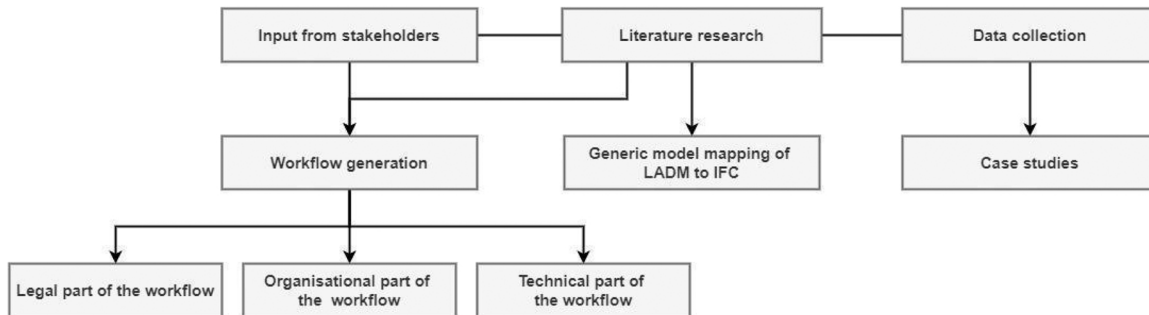 Input from stakeholders
Literature research
Data collection
Workflow generation
Generic model mapping of
LADM to IFC
Case studies
Legal part of the workflow
Organisational part of
the workflow
Technical part of
the workflow